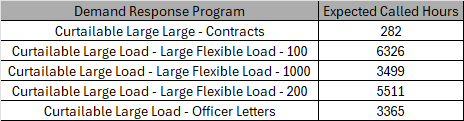 Demand Response Program Expected Called Hours
Curtailable Large Large - Contracts 282
Curtailable Large Load - Large Flexible Load - 100 6326
Curtailable Large Load - Large Flexible Load - 1000 3499
Curtailable Large Load - Large Flexible Load - 200 5511
Curtailable Large Load - Officer Letters 3365